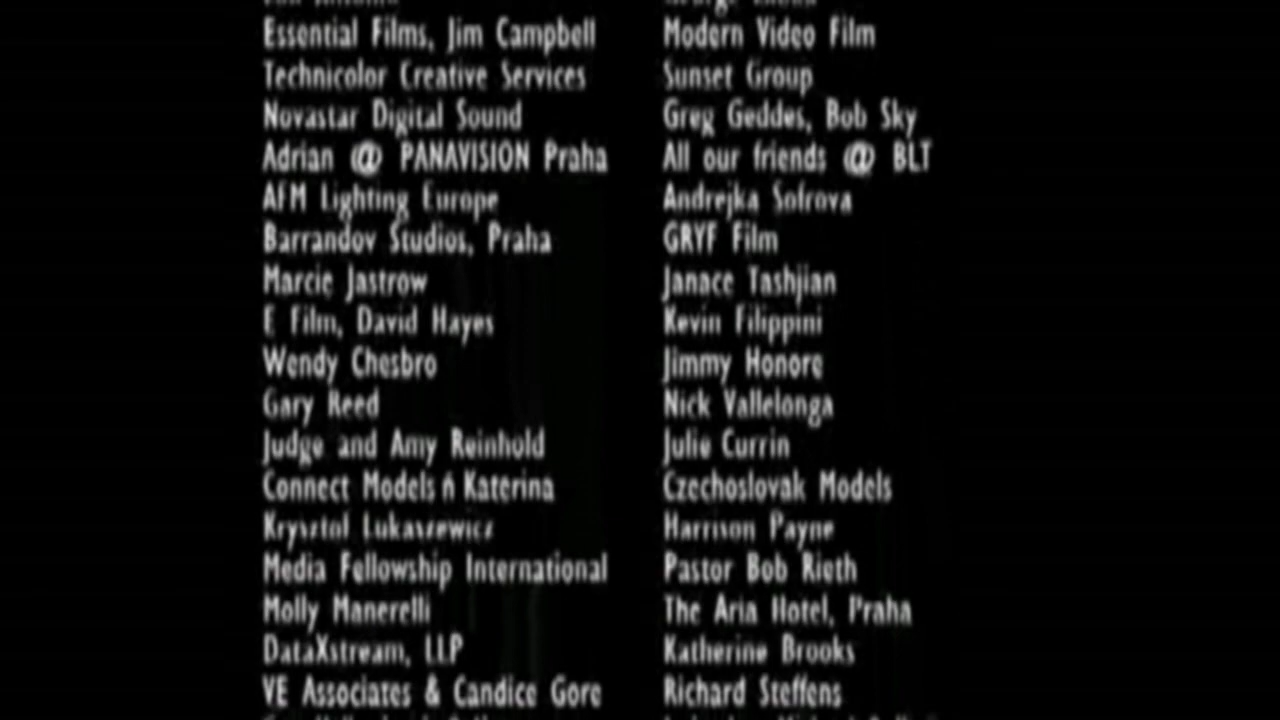 Essential Films, Jim Campbell
Technicolor Creative Services
Novastar Digital Sound
Adrian @ PANAVISION Praha
AFM Lighting Europe
Barrandov Studios, Praha
Marcie Jastrow
E Film, David Hayes
Wendy Chesbro
Gary Reed
Judge and Amy Reinhold
Connect Models ñ Katerina
Krysztol Lukaszewicz
Media Fellowship International
Molly Manerelli
DataXstream, LLP
VE Associates & Candice Gore
Modern Video Film
Sunset Group
Greg Geddes, Bob Sky
All our friends @ BLT
Andrejka Sofrova
GRYF Film
Janace Tashjian
Kevin Filippini
Jimmy Honore
Nick Vallelonga
Julie Currin
Czechoslovak Models
Harrison Payne
Pastor Bob Rieth
The Aria Hotel, Praha
Katherine Brooks
Richard Steffens